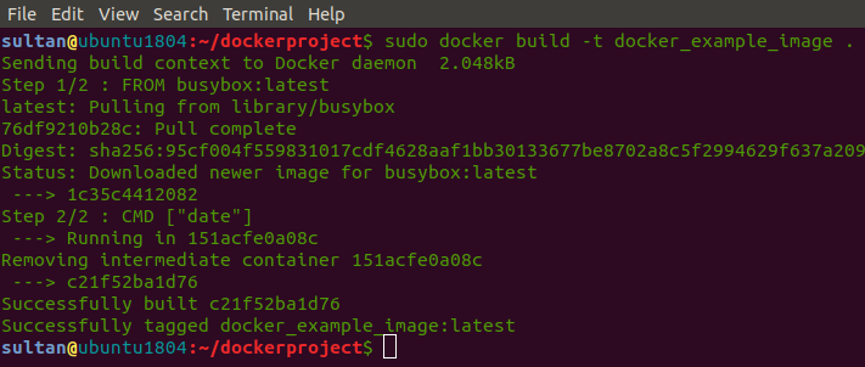 File Edit View Search Terminal Help
sultan@ubuntu1804:~/dockerproject$ sudo docker build -t docker_example_image .
Sending build context to Docker daemon  2.048kB
Step 1/2 : FROM busybox:latest
latest: Pulling from library/busybox
76df9210b28c: Pull complete
Digest: sha256:95cf004f559831017cdf4628aaf1bb30133677be8702a8c5f2994629f637a209
Status: Downloaded newer image for busybox:latest
 ---> 1c35c4412082
Step 2/2 : CMD ["date"]
 ---> Running in 151acfe0a08c
Removing intermediate container 151acfe0a08c
 ---> c21f52ba1d76
Successfully built c21f52ba1d76
Successfully tagged docker_example_image:latest
sultan@ubuntu1804:~/dockerproject$